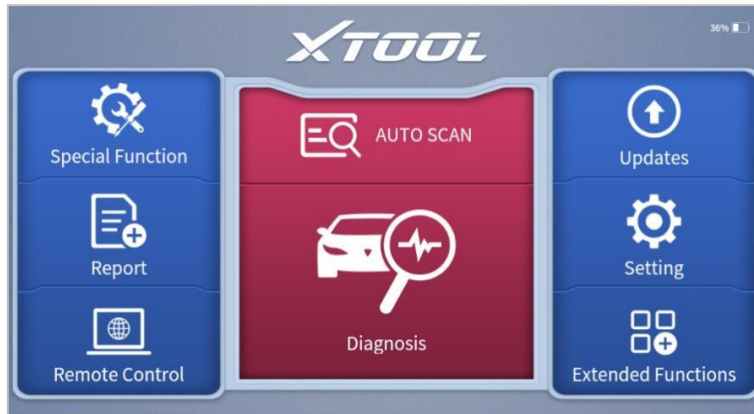 36%
XTOOL
Special Function
AUTO SCAN
Updates
Report
Diagnosis
Setting
Remote Control
Extended Functions